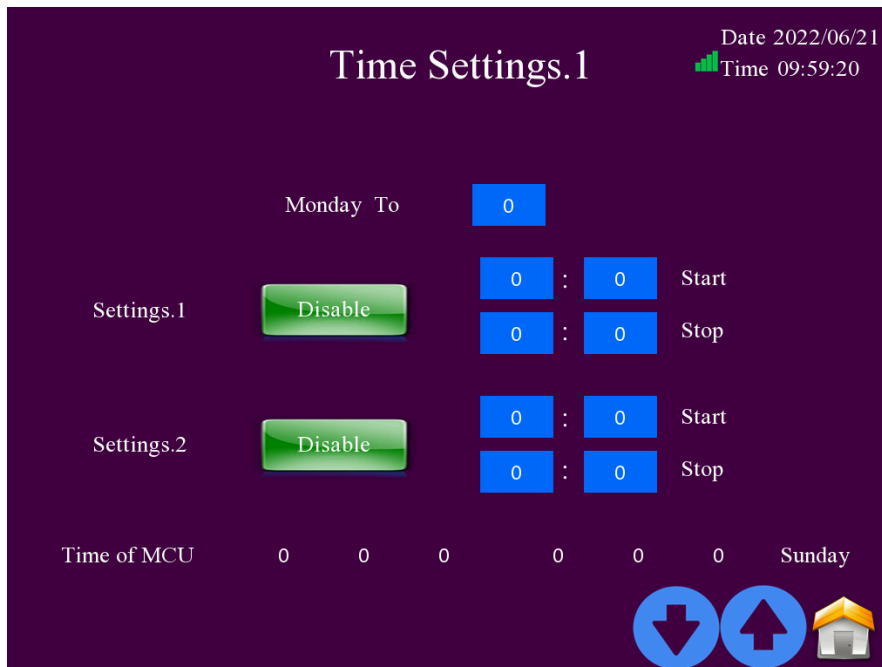 Date 2022/06/21
Time Settings.1
Time 09:59:20
Monday To 0
0 : 0 Start
Settings.1 Disable
0 : 0 Stop
0 : 0 Start
Settings.2 Disable
0 : 0 Stop
Time of MCU 0 0 0 0 0 0 Sunday